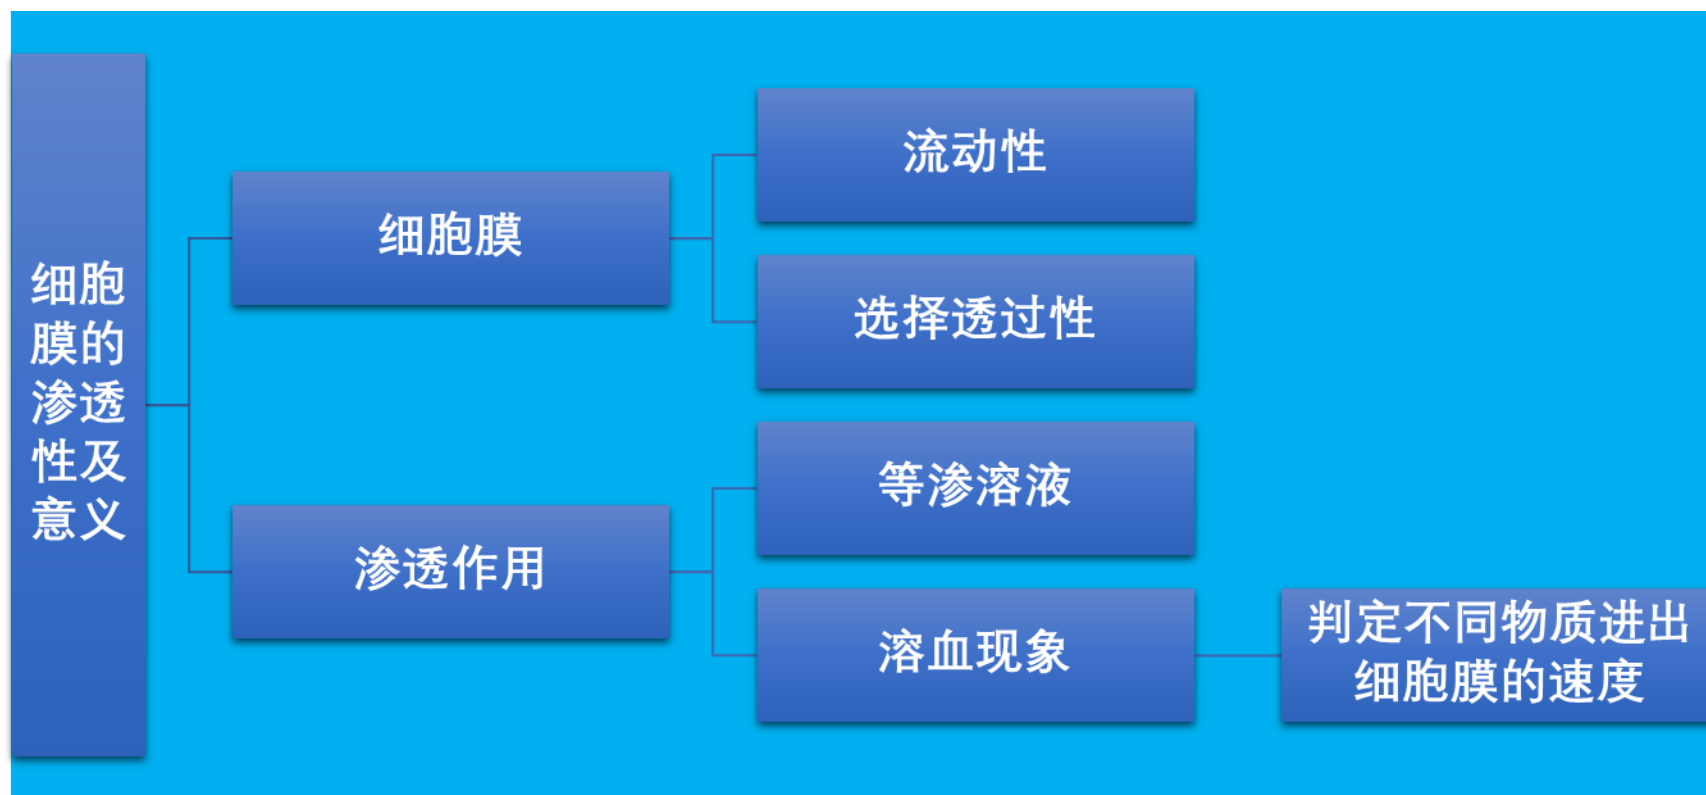 细胞
膜的
渗透
性及
意义
细胞膜
流动性
选择透过性
渗透作用
等渗溶液
溶血现象
判定不同物质进出
细胞膜的速度